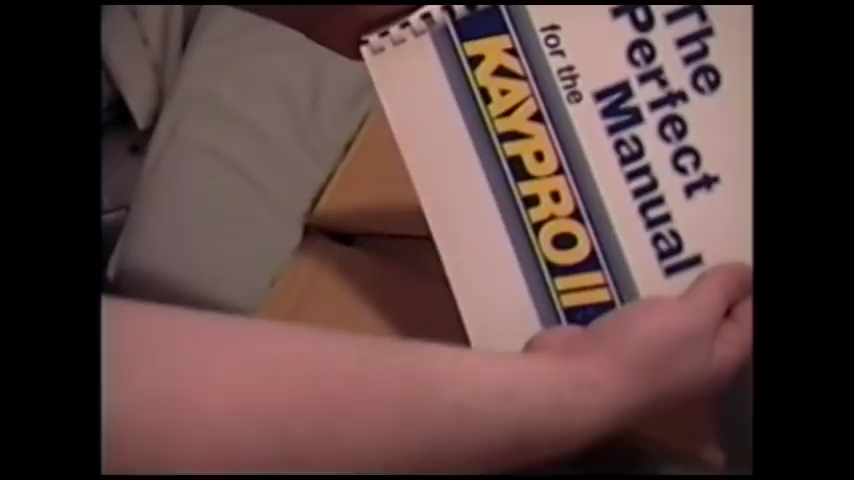 The
Perfect
Manual
for the
KAYPRO II